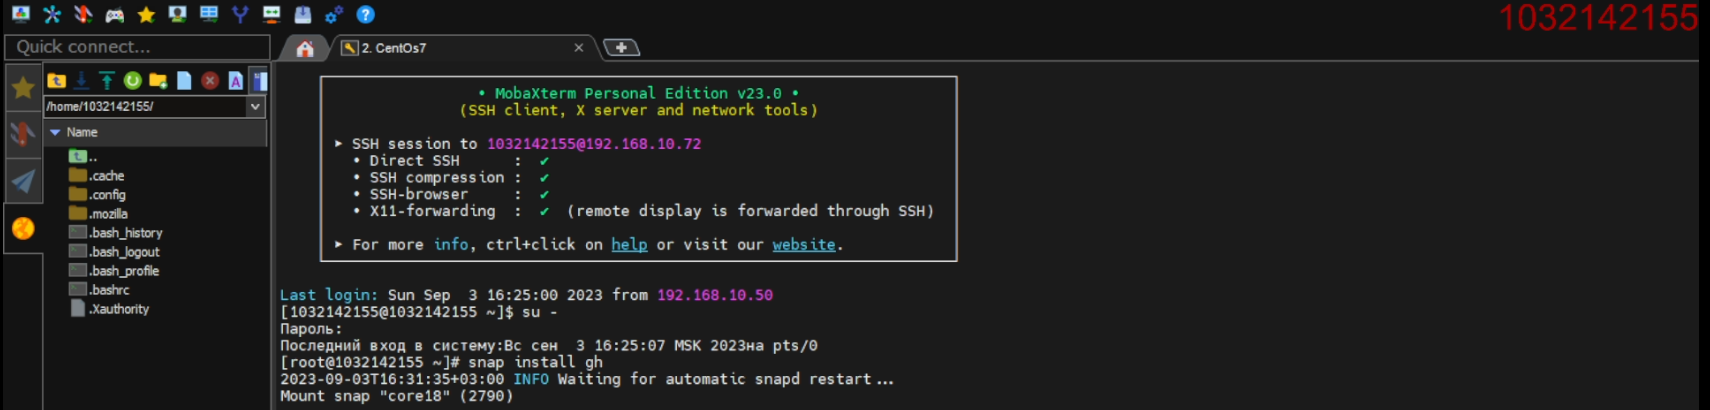 1032142155
Quick connect...
2. CentOs7
/home/1032142155/
Name
..
.cache
.config
.mozilla
.bash_history
.bash_logout
.bash_profile
.bashrc
.Xauthority
• MobaXterm Personal Edition v23.0 •
(SSH client, X server and network tools)
▸ SSH session to 1032142155@192.168.10.72
• Direct SSH : ✔
• SSH compression : ✔
• SSH-browser : ✔
• X11-forwarding : ✔ (remote display is forwarded through SSH)
▸ For more info, ctrl+click on help or visit our website.
Last login: Sun Sep 3 16:25:00 2023 from 192.168.10.50
[1032142155@1032142155 ~]$ su -
Пароль:
Последний вход в систему:Вс сен 3 16:25:07 MSK 2023на pts/0
[root@1032142155 ~]# snap install gh
2023-09-03T16:31:35+03:00 INFO Waiting for automatic snapd restart...
Mount snap "core18" (2790)